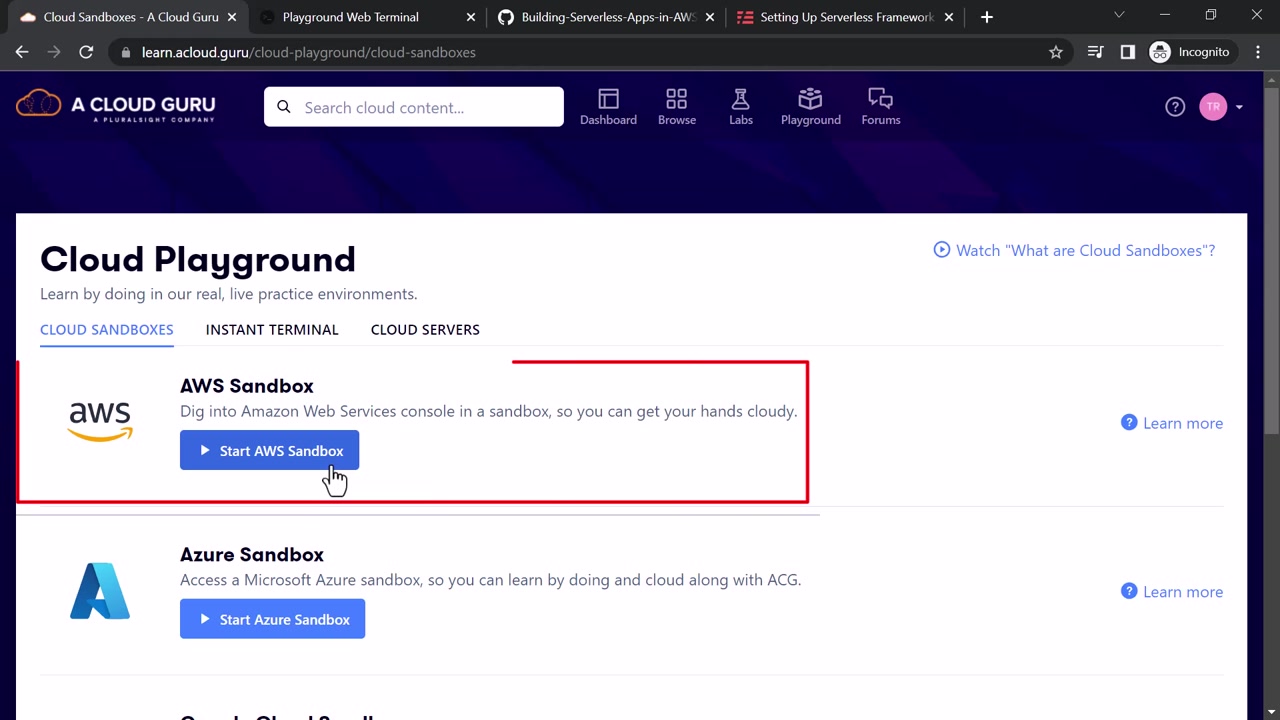 Cloud Sandboxes - A Cloud Guru
Playground Web Terminal
Building-Serverless-Apps-in-AWS
Setting Up Serverless Framework
learn.acloud.guru/cloud-playground/cloud-sandboxes
Incognito
A CLOUD GURU
A PLURALSIGHT COMPANY
Search cloud content...
Dashboard
Browse
Labs
Playground
Forums
TR
Cloud Playground
Watch "What are Cloud Sandboxes"?
Learn by doing in our real, live practice environments.
CLOUD SANDBOXES
INSTANT TERMINAL
CLOUD SERVERS
aws
AWS Sandbox
Dig into Amazon Web Services console in a sandbox, so you can get your hands cloudy.
Start AWS Sandbox
Learn more
Azure Sandbox
Access a Microsoft Azure sandbox, so you can learn by doing and cloud along with ACG.
Start Azure Sandbox
Learn more